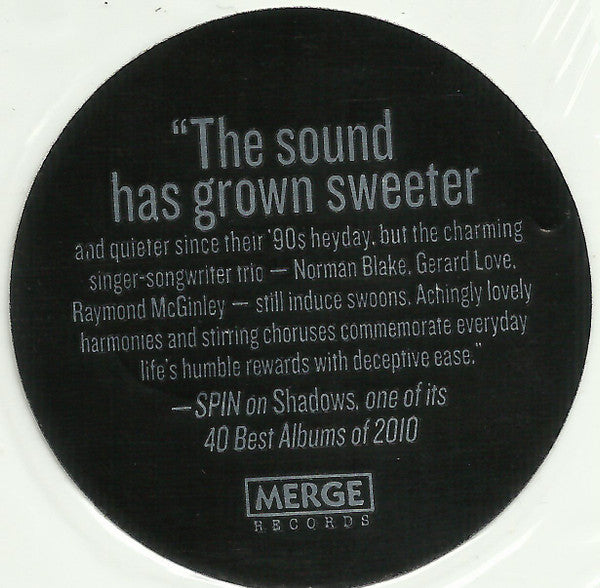 “The sound
has grown sweeter
and quieter since their '90s heyday, but the charming
singer-songwriter trio — Norman Blake, Gerard Love,
Raymond McGinley — still induce swoons. Achingly lovely
harmonies and stirring choruses commemorate everyday
life's humble rewards with deceptive ease.”
—SPIN on Shadows, one of its
40 Best Albums of 2010
MERGE
RECORDS